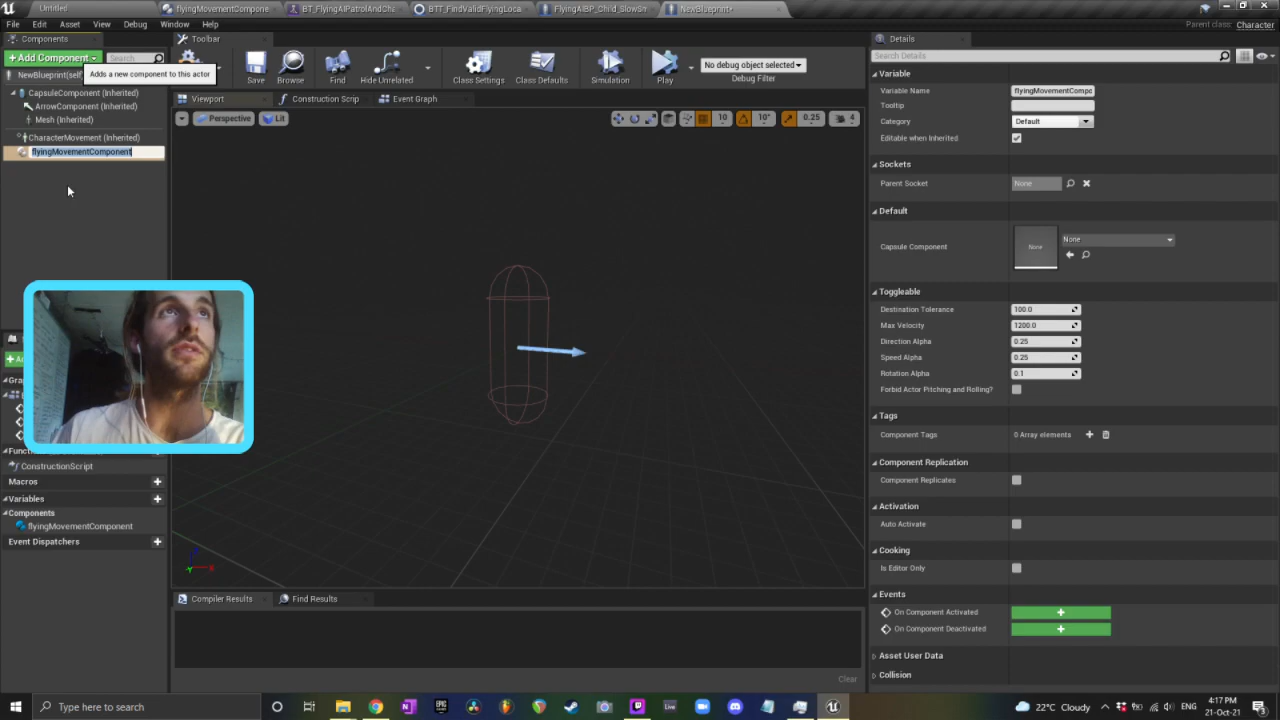 Untitled
flyingMovementCompone
BT_FlyingAIPatrolAndCha
BTT_FindValidFlyingLoca
FlyingAIBP_Child_SlowSm
NewBlueprint*
File Edit Asset View Debug Window Help
Parent class: Character
Components
Toolbar
Details
+ Add Component
Search
Save
Browse
Find
Hide Unrelated
Class Settings
Class Defaults
Simulation
Play
No debug object selected
Debug Filter
Search Details
NewBlueprint(self)
Adds a new component to this actor
CapsuleComponent (Inherited)
ArrowComponent (Inherited)
Mesh (Inherited)
CharacterMovement (Inherited)
flyingMovementComponent
Viewport
Construction Scrip
Event Graph
Perspective
Lit
10
10°
0.25
4
Variable
Variable Name
flyingMovementCompo
Tooltip
Category
Default
Editable when Inherited
Sockets
Parent Socket
None
Default
Capsule Component
None
None
Toggleable
Destination Tolerance
100.0
Max Velocity
1200.0
Direction Alpha
0.25
Speed Alpha
0.25
Rotation Alpha
0.1
Forbid Actor Pitching and Rolling?
Tags
Component Tags
0 Array elements
Component Replication
Component Replicates
Activation
Auto Activate
Cooking
Is Editor Only
Events
On Component Activated
On Component Deactivated
Asset User Data
Collision
ConstructionScript
Macros
Variables
Components
flyingMovementComponent
Event Dispatchers
Compiler Results
Find Results
Clear
Type here to search
22°C Cloudy
ENG
4:17 PM
21-Oct-21
3